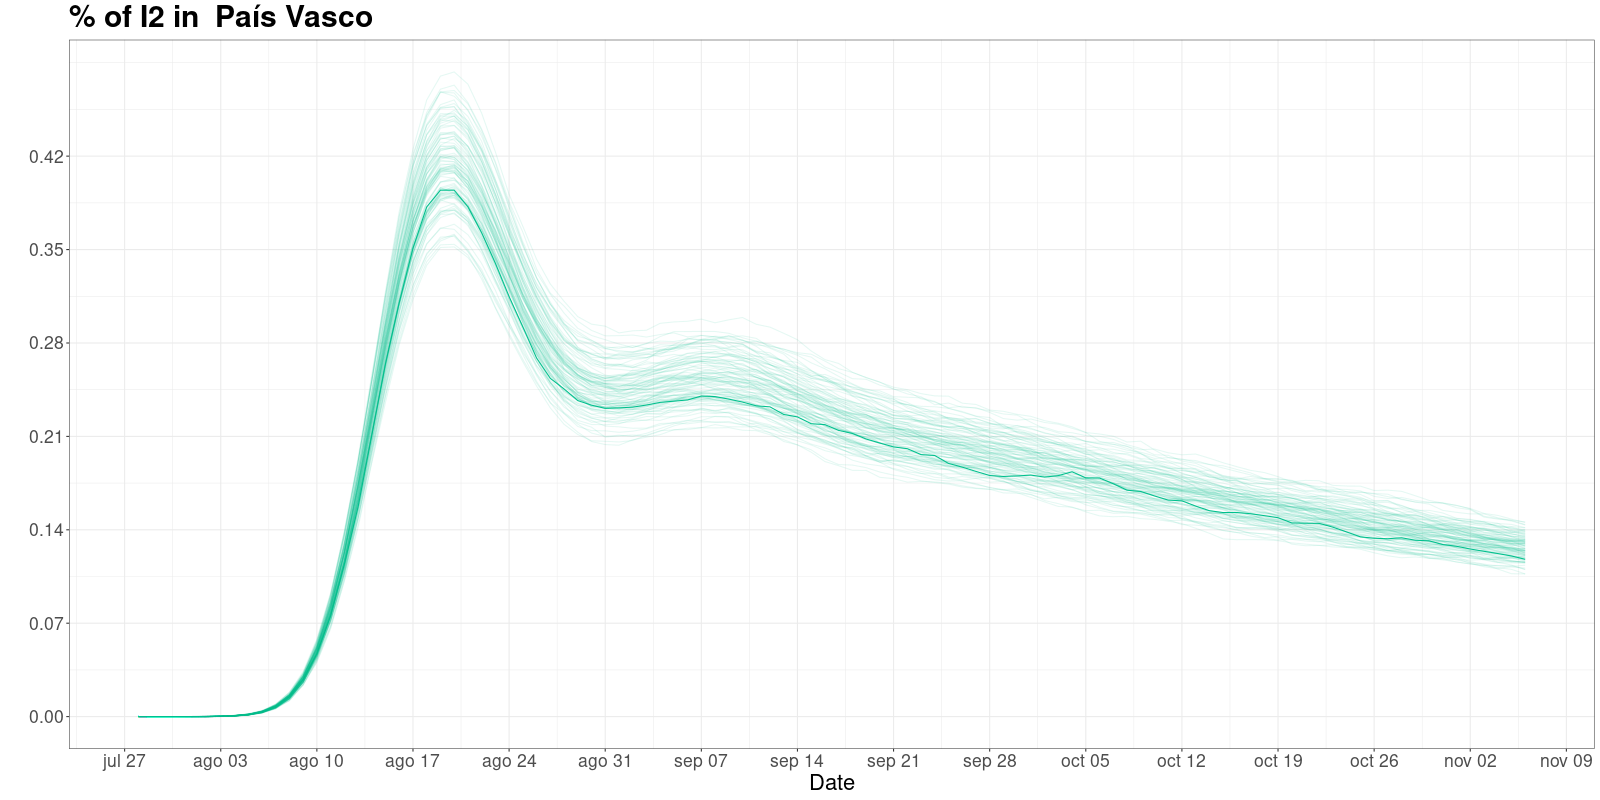 % of I2 in  País Vasco
0.42
0.35
0.28
0.21
0.14
0.07
0.00
jul 27 ago 03 ago 10 ago 17 ago 24 ago 31 sep 07 sep 14 sep 21 sep 28 oct 05 oct 12 oct 19 oct 26 nov 02 nov 09
Date